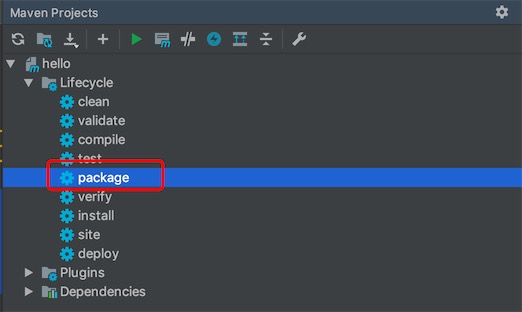 Maven Projects
hello
Lifecycle
clean
validate
compile
test
package
verify
install
site
deploy
Plugins
Dependencies